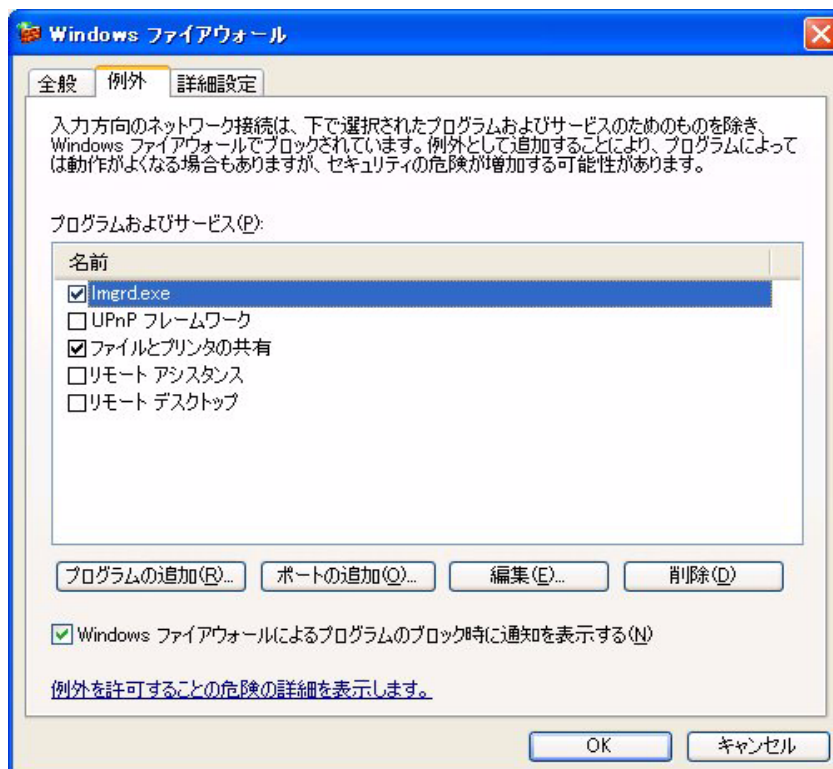 Windows ファイアウォール
全般 例外 詳細設定
入力方向のネットワーク接続は、下で選択されたプログラムおよびサービスのためのものを除き、
Windows ファイアウォールでブロックされています。例外として追加することにより、プログラムによって
は動作がよくなる場合もありますが、セキュリティの危険が増加する可能性があります。
プログラムおよびサービス(P):
名前
lmgrd.exe
UPnP フレームワーク
ファイルとプリンタの共有
リモート アシスタンス
リモート デスクトップ
プログラムの追加(R)... ポートの追加(O)... 編集(E)... 削除(D)
Windows ファイアウォールによるプログラムのブロック時に通知を表示する(N)
例外を許可することの危険の詳細を表示します。
OK キャンセル